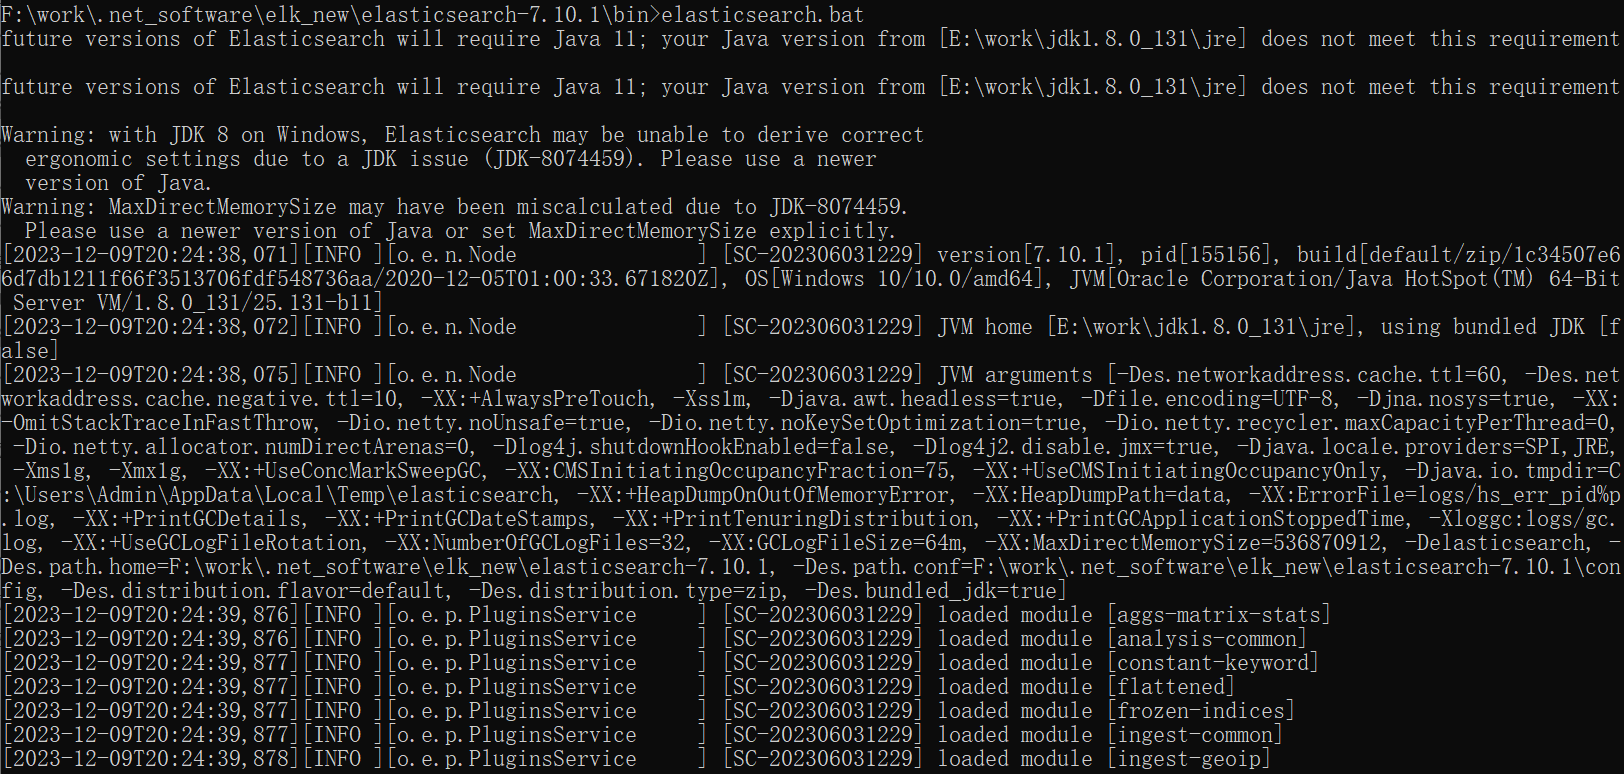 F:\work\.net_software\elk_new\elasticsearch-7.10.1\bin>elasticsearch.bat
future versions of Elasticsearch will require Java 11; your Java version from [E:\work\jdk1.8.0_131\jre] does not meet this requirement
future versions of Elasticsearch will require Java 11; your Java version from [E:\work\jdk1.8.0_131\jre] does not meet this requirement
Warning: with JDK 8 on Windows, Elasticsearch may be unable to derive correct
  ergonomic settings due to a JDK issue (JDK-8074459). Please use a newer
  version of Java.
Warning: MaxDirectMemorySize may have been miscalculated due to JDK-8074459.
  Please use a newer version of Java or set MaxDirectMemorySize explicitly.
[2023-12-09T20:24:38,071][INFO ][o.e.n.Node               ] [SC-202306031229] version[7.10.1], pid[155156], build[default/zip/1c34507e6
6d7db1211f66f3513706fdf548736aa/2020-12-05T01:00:33.671820Z], OS[Windows 10/10.0/amd64], JVM[Oracle Corporation/Java HotSpot(TM) 64-Bit
 Server VM/1.8.0_131/25.131-b11]
[2023-12-09T20:24:38,072][INFO ][o.e.n.Node               ] [SC-202306031229] JVM home [E:\work\jdk1.8.0_131\jre], using bundled JDK [f
alse]
[2023-12-09T20:24:38,075][INFO ][o.e.n.Node               ] [SC-202306031229] JVM arguments [-Des.networkaddress.cache.ttl=60, -Des.net
workaddress.cache.negative.ttl=10, -XX:+AlwaysPreTouch, -Xss1m, -Djava.awt.headless=true, -Dfile.encoding=UTF-8, -Djna.nosys=true, -XX:
-OmitStackTraceInFastThrow, -Dio.netty.noUnsafe=true, -Dio.netty.noKeySetOptimization=true, -Dio.netty.recycler.maxCapacityPerThread=0,
 -Dio.netty.allocator.numDirectArenas=0, -Dlog4j.shutdownHookEnabled=false, -Dlog4j2.disable.jmx=true, -Djava.locale.providers=SPI,JRE,
 -Xms1g, -Xmx1g, -XX:+UseConcMarkSweepGC, -XX:CMSInitiatingOccupancyFraction=75, -XX:+UseCMSInitiatingOccupancyOnly, -Djava.io.tmpdir=C
:\Users\Admin\AppData\Local\Temp\elasticsearch, -XX:+HeapDumpOnOutOfMemoryError, -XX:HeapDumpPath=data, -XX:ErrorFile=logs/hs_err_pid%p
.log, -XX:+PrintGCDetails, -XX:+PrintGCDateStamps, -XX:+PrintTenuringDistribution, -XX:+PrintGCApplicationStoppedTime, -Xloggc:logs/gc.
log, -XX:+UseGCLogFileRotation, -XX:NumberOfGCLogFiles=32, -XX:GCLogFileSize=64m, -XX:MaxDirectMemorySize=536870912, -Delasticsearch, -
Des.path.home=F:\work\.net_software\elk_new\elasticsearch-7.10.1, -Des.path.conf=F:\work\.net_software\elk_new\elasticsearch-7.10.1\con
fig, -Des.distribution.flavor=default, -Des.distribution.type=zip, -Des.bundled_jdk=true]
[2023-12-09T20:24:39,876][INFO ][o.e.p.PluginsService     ] [SC-202306031229] loaded module [aggs-matrix-stats]
[2023-12-09T20:24:39,876][INFO ][o.e.p.PluginsService     ] [SC-202306031229] loaded module [analysis-common]
[2023-12-09T20:24:39,877][INFO ][o.e.p.PluginsService     ] [SC-202306031229] loaded module [constant-keyword]
[2023-12-09T20:24:39,877][INFO ][o.e.p.PluginsService     ] [SC-202306031229] loaded module [flattened]
[2023-12-09T20:24:39,877][INFO ][o.e.p.PluginsService     ] [SC-202306031229] loaded module [frozen-indices]
[2023-12-09T20:24:39,877][INFO ][o.e.p.PluginsService     ] [SC-202306031229] loaded module [ingest-common]
[2023-12-09T20:24:39,878][INFO ][o.e.p.PluginsService     ] [SC-202306031229] loaded module [ingest-geoip]